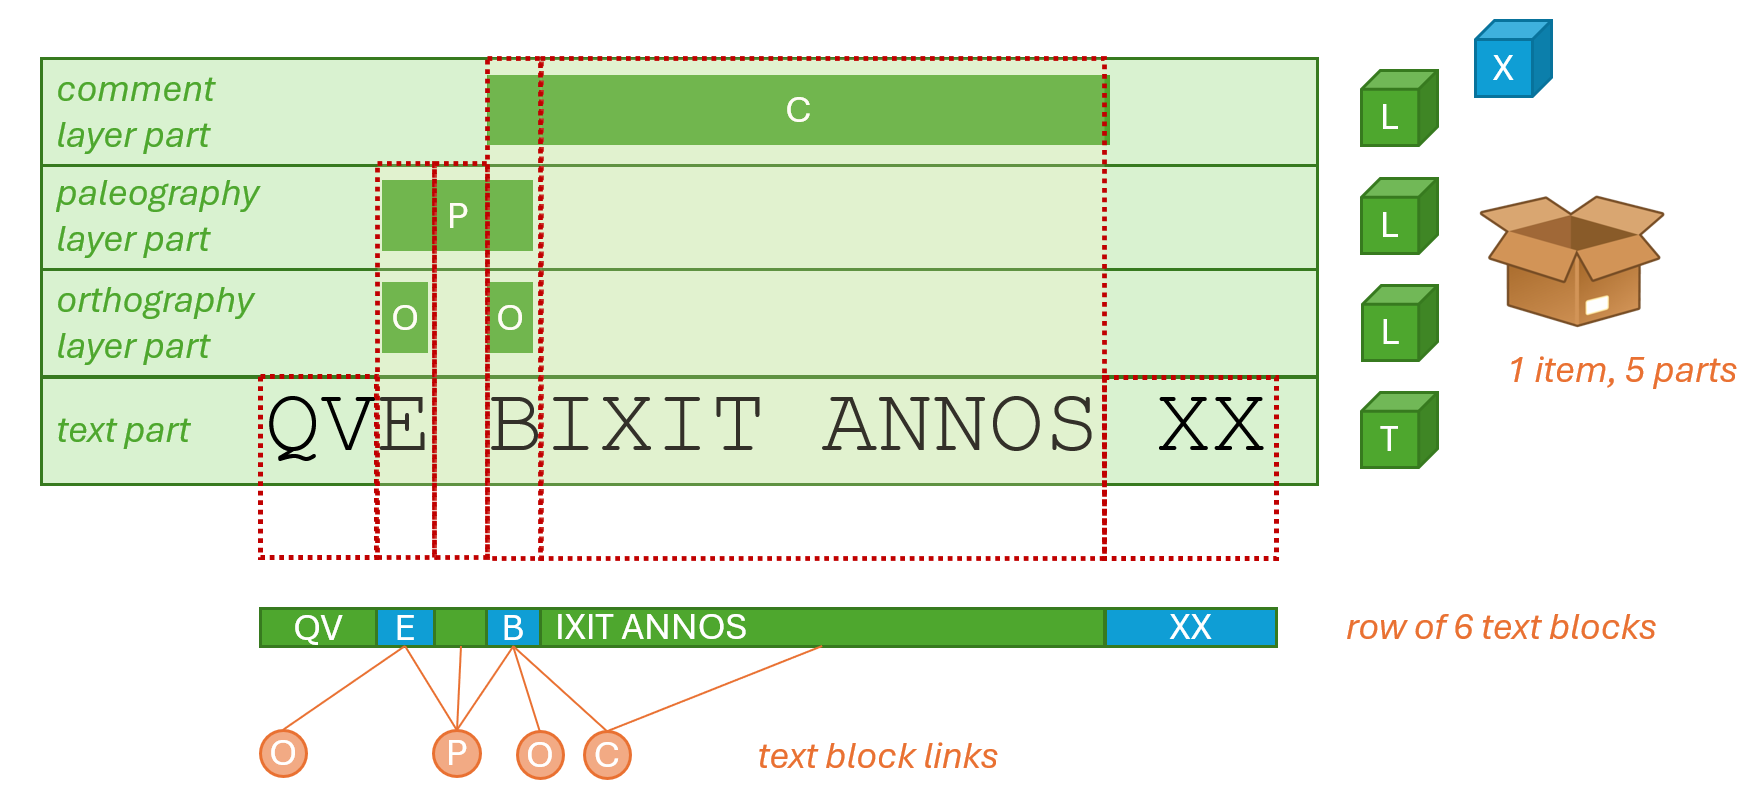 X
comment
layer part
C
L
paleography
layer part
P
L
orthography
layer part
O O
L
1 item, 5 parts
text part
QVE BIXIT ANNOS XX
T
QV E B IXIT ANNOS XX
row of 6 text blocks
O P O C
text block links